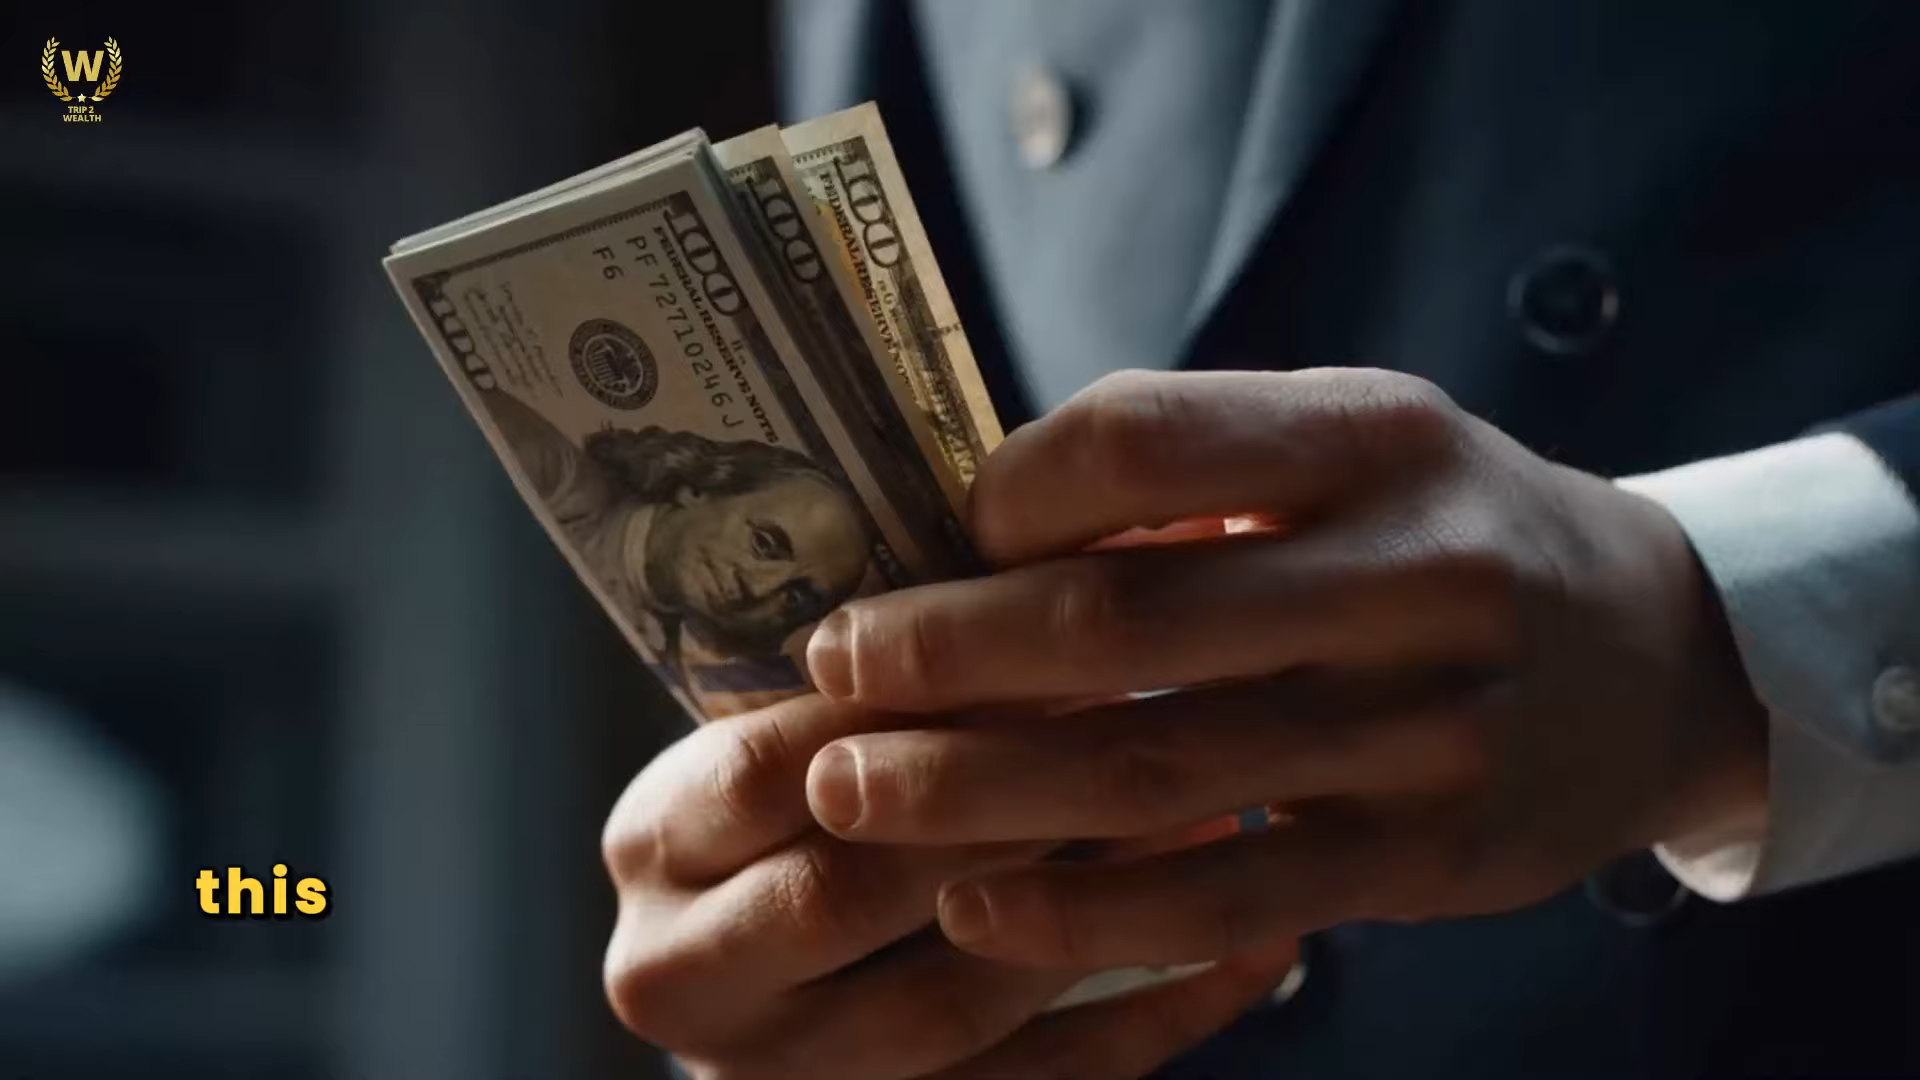 W
TRIP 2
WEALTH
100
FEDERAL RESERVE NOTE
PF 72710246 J
F6
100
100
100
FEDERAL RESERVE NOTE
this